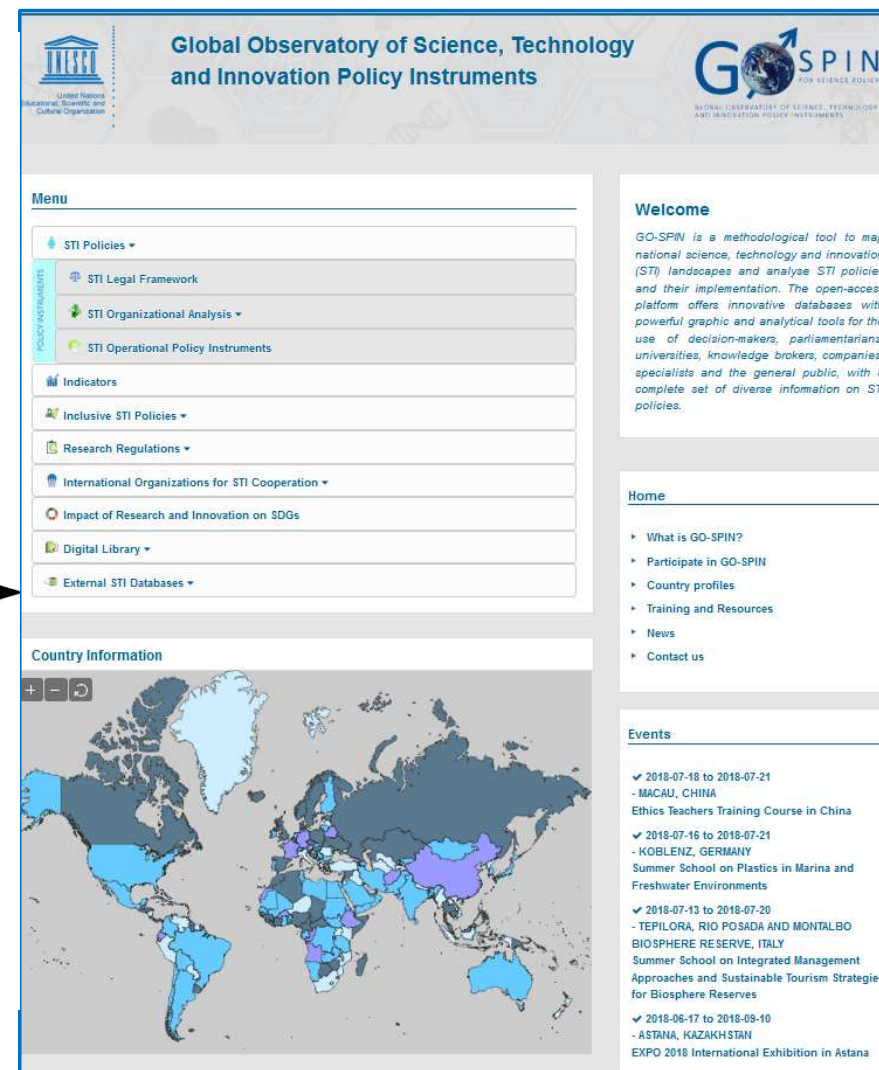 UNESCO
United Nations
Educational, Scientific and
Cultural Organization
Global Observatory of Science, Technology
and Innovation Policy Instruments
GO SPIN
FOR SCIENCE POLICY
GLOBAL OBSERVATORY OF SCIENCE, TECHNOLOGY
AND INNOVATION POLICY INSTRUMENTS
Menu
STI Policies
POLICY INSTRUMENTS
STI Legal Framework
STI Organizational Analysis
STI Operational Policy Instruments
Indicators
Inclusive STI Policies
Research Regulations
International Organizations for STI Cooperation
Impact of Research and Innovation on SDGs
Digital Library
External STI Databases
Country Information
+ −
Welcome
GO-SPIN is a methodological tool to map
national science, technology and innovation
(STI) landscapes and analyse STI policies
and their implementation. The open-access
platform offers innovative databases with
powerful graphic and analytical tools for the
use of decision-makers, parliamentarians,
universities, knowledge brokers, companies,
specialists and the general public, with
complete set of diverse information on ST
policies.
Home
What is GO-SPIN?
Participate in GO-SPIN
Country profiles
Training and Resources
News
Contact us
Events
✔ 2018-07-18 to 2018-07-21
- MACAU, CHINA
Ethics Teachers Training Course in China
✔ 2018-07-16 to 2018-07-21
- KOBLENZ, GERMANY
Summer School on Plastics in Marina and
Freshwater Environments
✔ 2018-07-13 to 2018-07-20
- TEPILORA, RIO POSADA AND MONTALBO
BIOSPHERE RESERVE, ITALY
Summer School on Integrated Management
Approaches and Sustainable Tourism Strategie
for Biosphere Reserves
✔ 2018-06-17 to 2018-09-10
- ASTANA, KAZAKHSTAN
EXPO 2018 International Exhibition in Astana